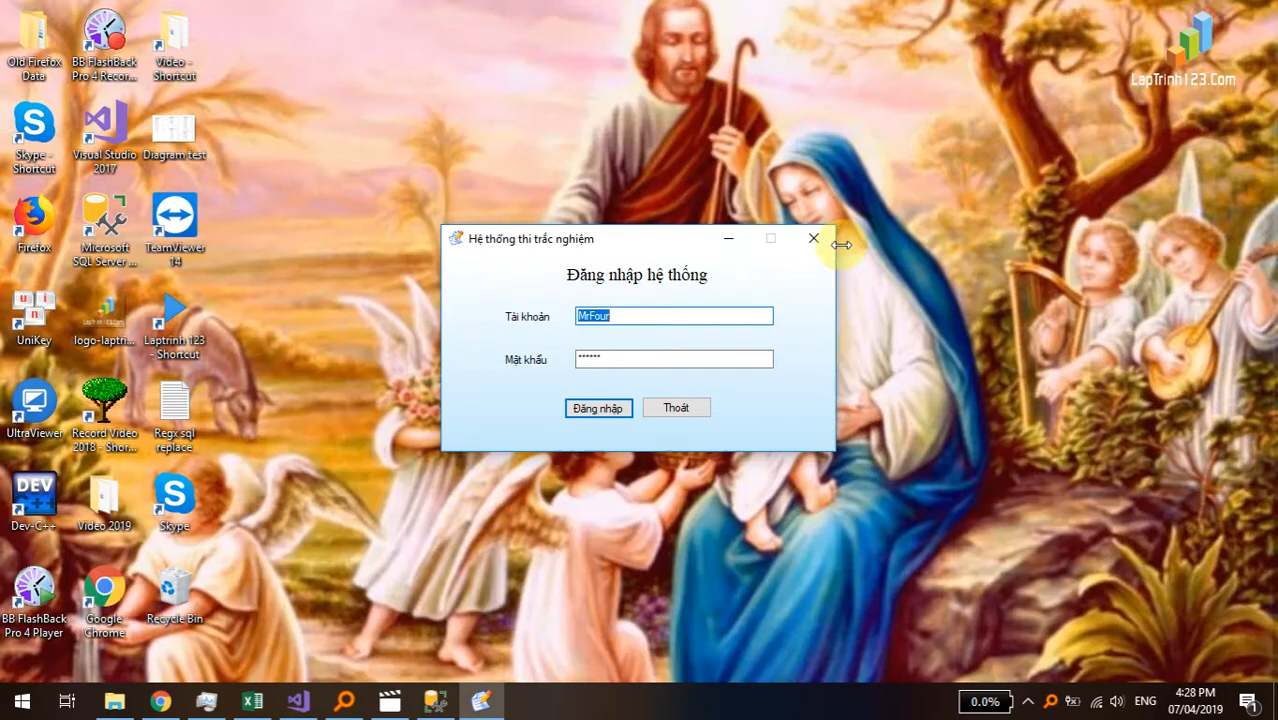 Old Firefox
Data
BB FlashBack
Pro 4 Recor...
Video -
Shortcut
LapTrinh123.Com
Skype -
Shortcut
Visual Studio
2017
Diagram test
Firefox
Microsoft
SQL Server ...
TeamViewer
14
Hệ thống thi trắc nghiệm
Đăng nhập hệ thống
Tài khoản
MrFour
Mật khẩu
******
Đăng nhập
Thoát
u i
n
UniKey
logo-laptri...
Laptrinh 123
- Shortcut
UltraViewer
Record Video
2018 - Shor...
Regx sql
replace
DEV
C++
Dev-C++
Video 2019
Skype
BB FlashBack
Pro 4 Player
Google
Chrome
Recycle Bin
0.0%
ENG
4:28 PM
07/04/2019
1